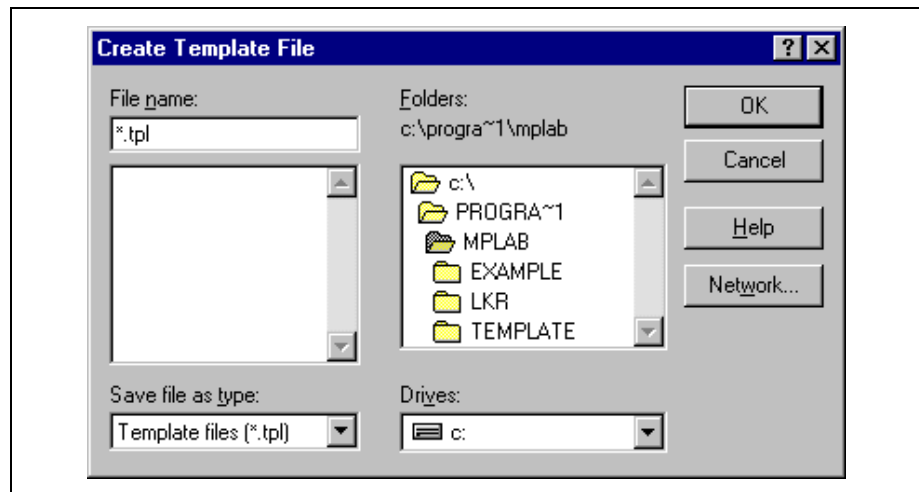 Create Template File
File name:
*.tpl
Save file as type:
Template files (*.tpl)
Folders:
c:\progra~1\mplab
c:\
PROGRA~1
MPLAB
EXAMPLE
LKR
TEMPLATE
Drives:
c:
OK
Cancel
Help
Network...